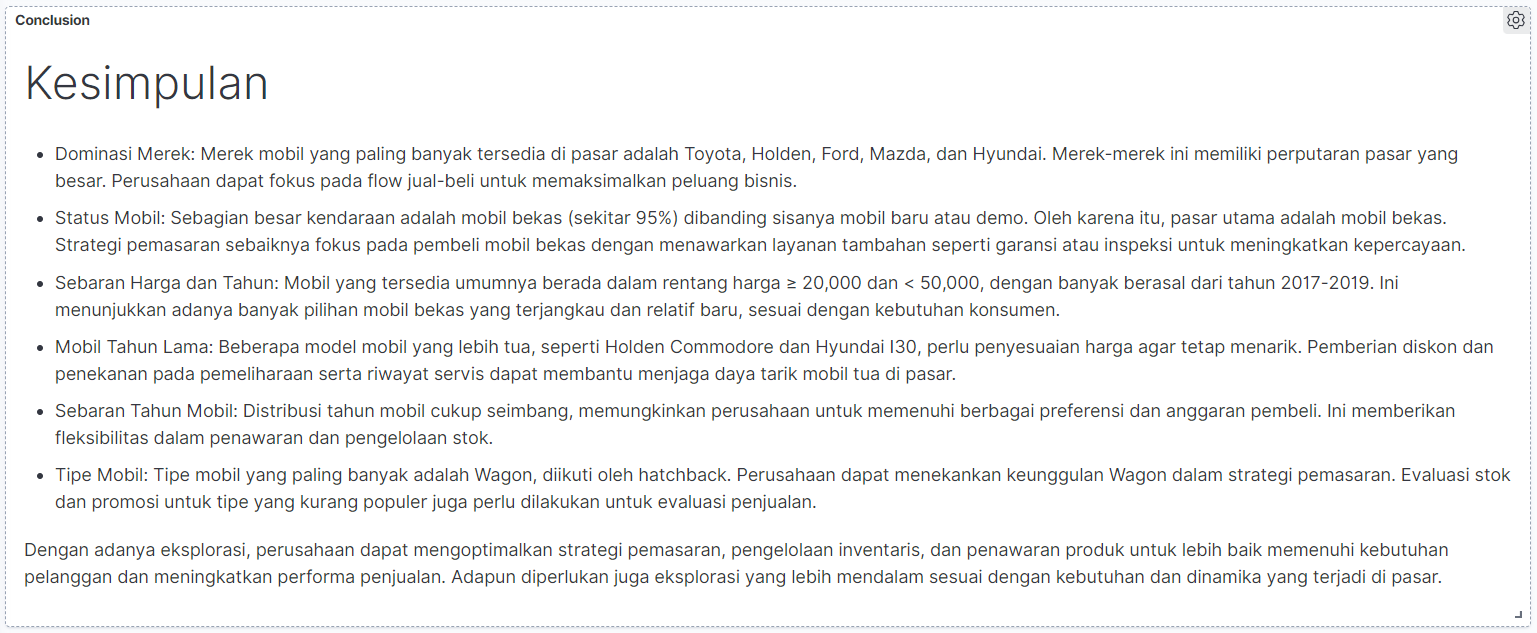 Conclusion
Kesimpulan
Dominasi Merek: Merek mobil yang paling banyak tersedia di pasar adalah Toyota, Holden, Ford, Mazda, dan Hyundai. Merek-merek ini memiliki perputaran pasar yang
besar. Perusahaan dapat fokus pada flow jual-beli untuk memaksimalkan peluang bisnis.
Status Mobil: Sebagian besar kendaraan adalah mobil bekas (sekitar 95%) dibanding sisanya mobil baru atau demo. Oleh karena itu, pasar utama adalah mobil bekas.
Strategi pemasaran sebaiknya fokus pada pembeli mobil bekas dengan menawarkan layanan tambahan seperti garansi atau inspeksi untuk meningkatkan kepercayaan.
Sebaran Harga dan Tahun: Mobil yang tersedia umumnya berada dalam rentang harga ≥ 20,000 dan < 50,000, dengan banyak berasal dari tahun 2017-2019. Ini
menunjukkan adanya banyak pilihan mobil bekas yang terjangkau dan relatif baru, sesuai dengan kebutuhan konsumen.
Mobil Tahun Lama: Beberapa model mobil yang lebih tua, seperti Holden Commodore dan Hyundai I30, perlu penyesuaian harga agar tetap menarik. Pemberian diskon dan
penekanan pada pemeliharaan serta riwayat servis dapat membantu menjaga daya tarik mobil tua di pasar.
Sebaran Tahun Mobil: Distribusi tahun mobil cukup seimbang, memungkinkan perusahaan untuk memenuhi berbagai preferensi dan anggaran pembeli. Ini memberikan
fleksibilitas dalam penawaran dan pengelolaan stok.
Tipe Mobil: Tipe mobil yang paling banyak adalah Wagon, diikuti oleh hatchback. Perusahaan dapat menekankan keunggulan Wagon dalam strategi pemasaran. Evaluasi stok
dan promosi untuk tipe yang kurang populer juga perlu dilakukan untuk evaluasi penjualan.
Dengan adanya eksplorasi, perusahaan dapat mengoptimalkan strategi pemasaran, pengelolaan inventaris, dan penawaran produk untuk lebih baik memenuhi kebutuhan
pelanggan dan meningkatkan performa penjualan. Adapun diperlukan juga eksplorasi yang lebih mendalam sesuai dengan kebutuhan dan dinamika yang terjadi di pasar.